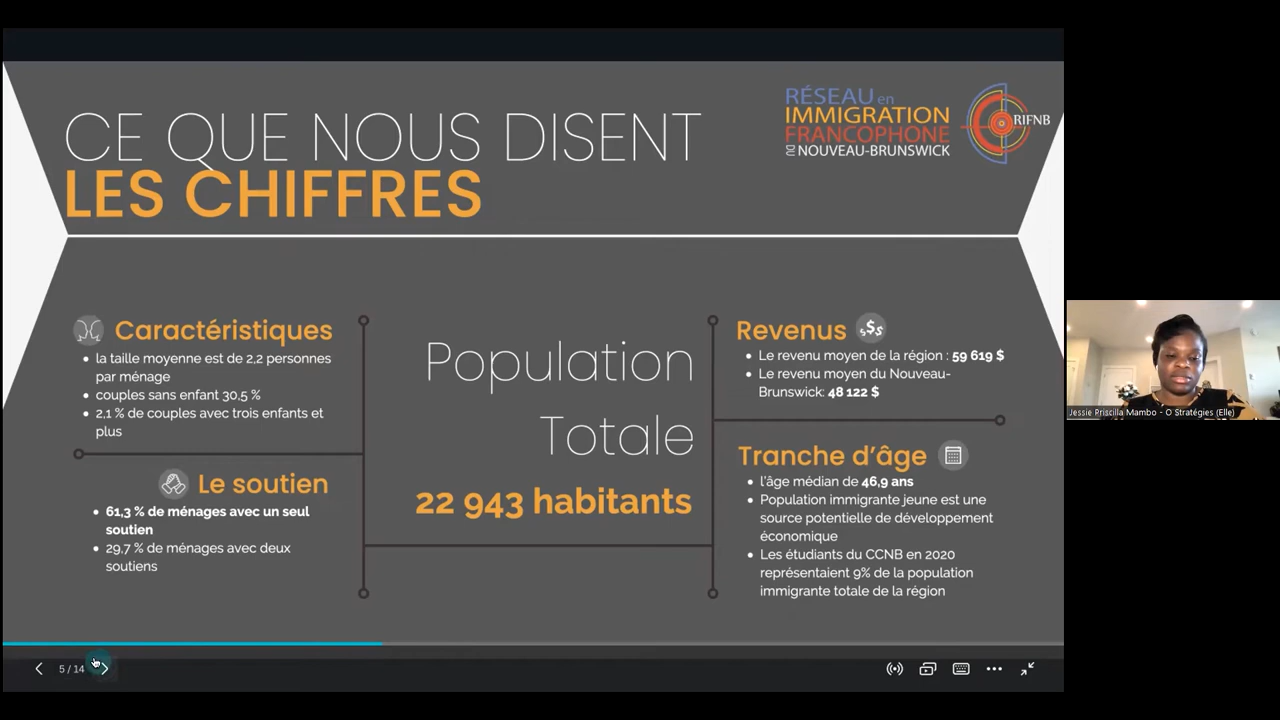 CE QUE NOUS DISENT
LES CHIFFRES
RÉSEAU en
IMMIGRATION
FRANCOPHONE
DU NOUVEAU-BRUNSWICK
RIFNB
Caractéristiques
• la taille moyenne est de 2,2 personnes
par ménage
• couples sans enfant 30,5 %
• 2,1 % de couples avec trois enfants et
plus
Le soutien
• 61,3 % de ménages avec un seul
soutien
• 29,7 % de ménages avec deux
soutiens
Population
Totale
22 943 habitants
Revenus
$$$
• Le revenu moyen de la région : 59 619 $
• Le revenu moyen du Nouveau-
Brunswick: 48 122 $
Tranche d’âge
• l’âge médian de 46,9 ans
• Population immigrante jeune est une
source potentielle de développement
économique
• Les étudiants du CCNB en 2020
représentaient 9% de la population
immigrante totale de la région
5 / 14
Jessie Priscilla Mambo - O Stratégies (Elle)